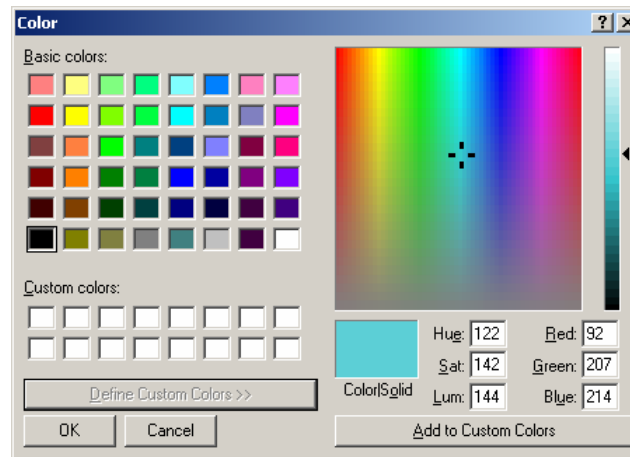 Color
Basic colors:
Custom colors:
Define Custom Colors >>
OK Cancel
Color|Solid
Hue: 122 Red: 92
Sat: 142 Green: 207
Lum: 144 Blue: 214
Add to Custom Colors